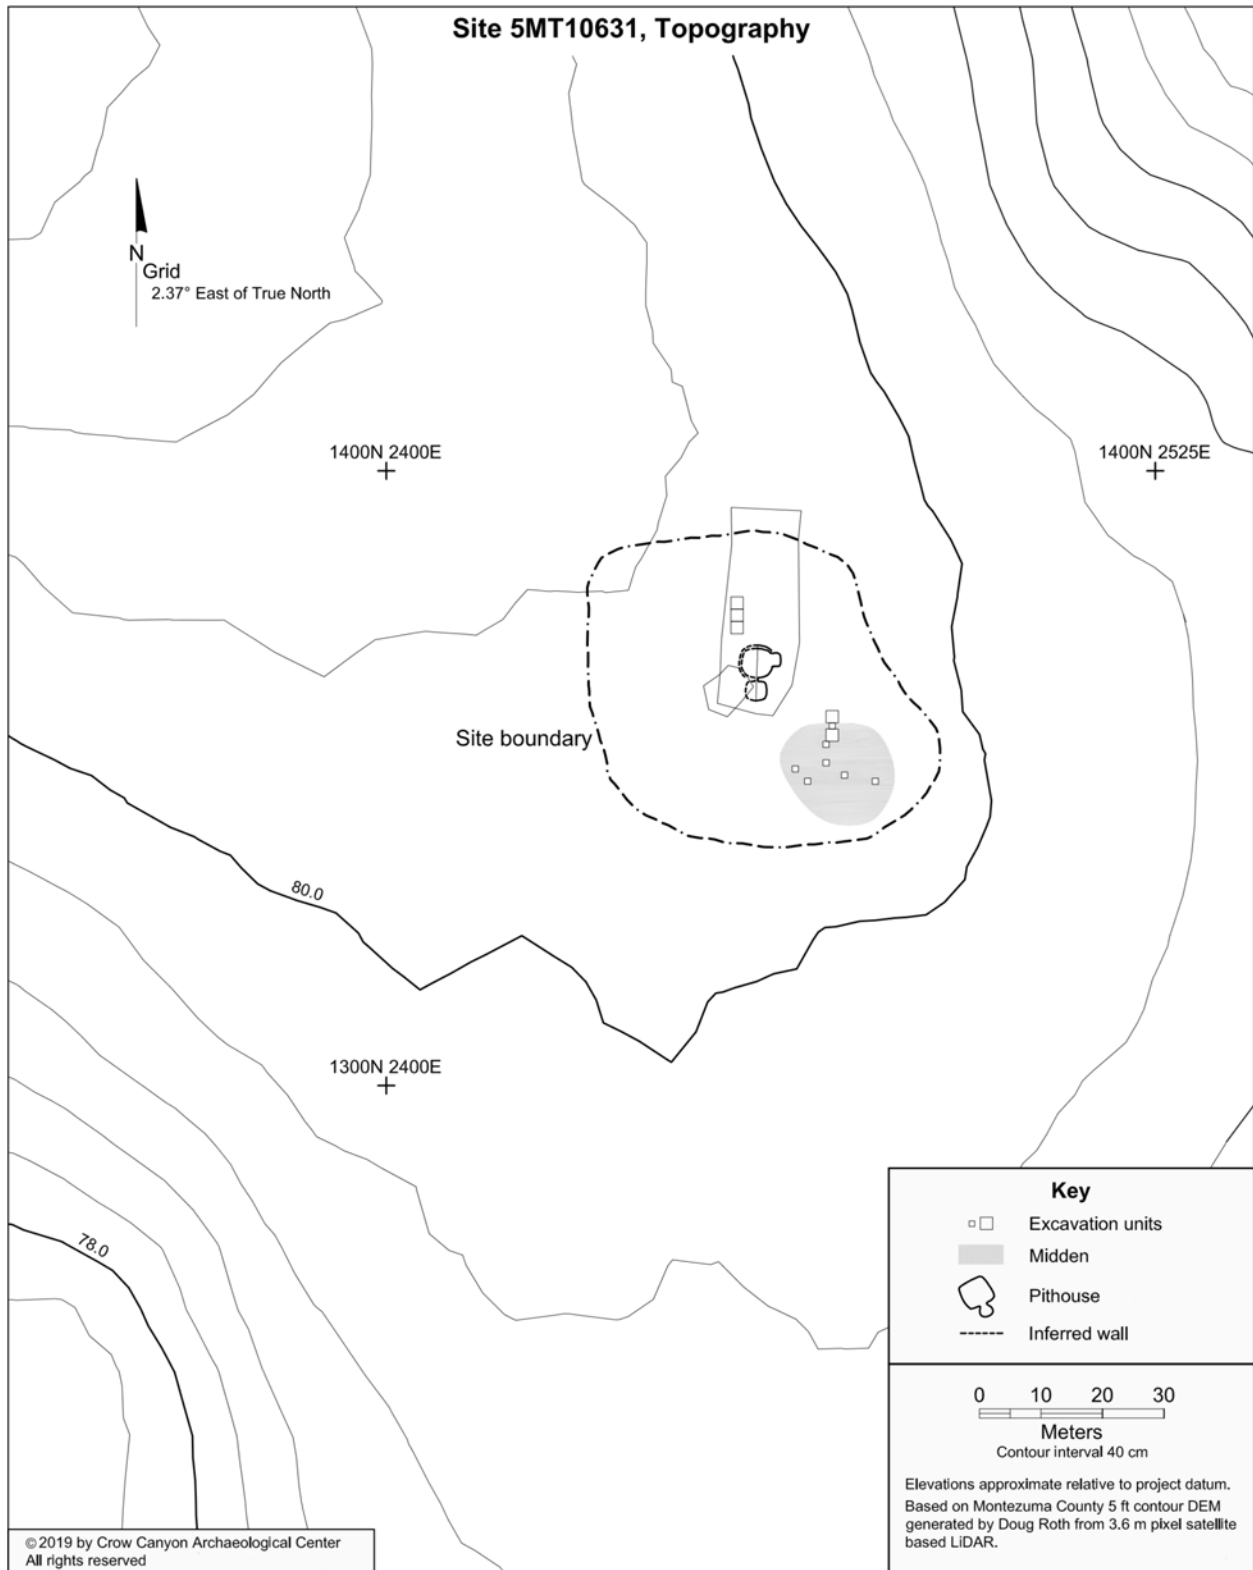 Site 5MT10631, Topography
N
Grid
2.37° East of True North
1400N 2400E
1400N 2525E
Site boundary
80.0
1300N 2400E
78.0
Key
Excavation units
Midden
Pithouse
Inferred wall
0 10 20 30
Meters
Contour interval 40 cm
Elevations approximate relative to project datum.
Based on Montezuma County 5 ft contour DEM
generated by Doug Roth from 3.6 m pixel satellite
based LiDAR.
© 2019 by Crow Canyon Archaeological Center
All rights reserved